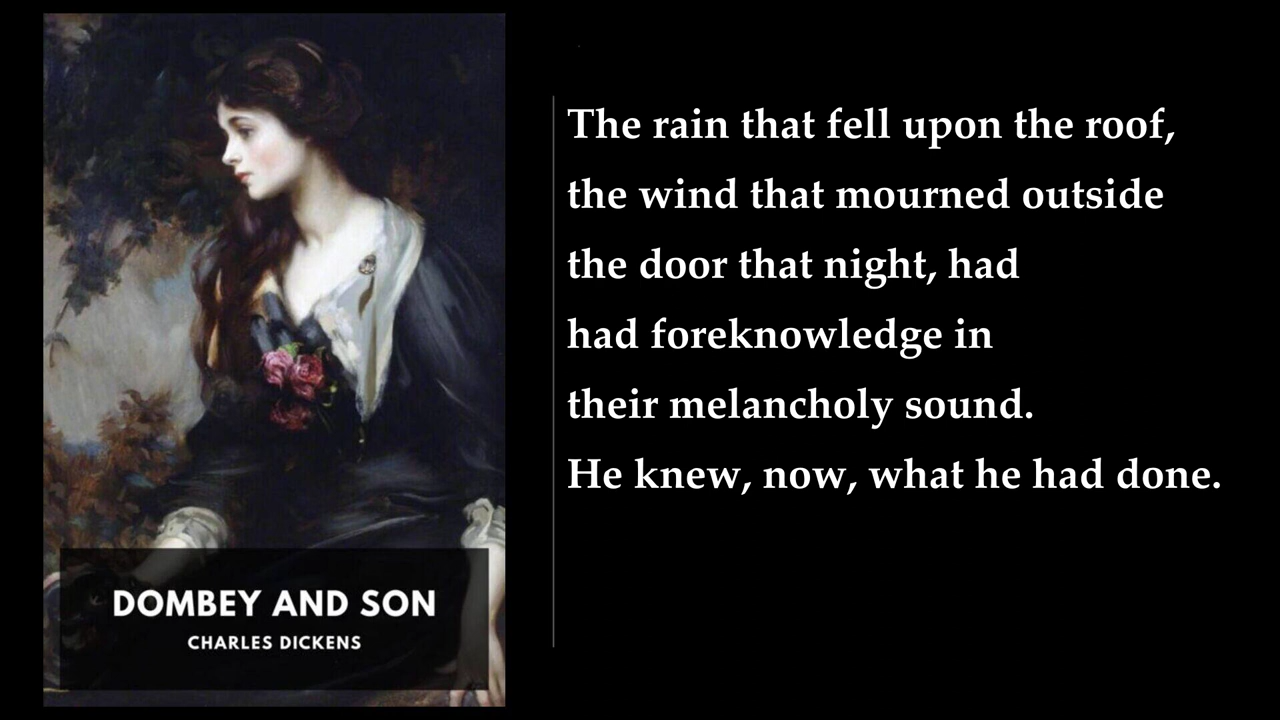 The rain that fell upon the roof,
the wind that mourned outside
the door that night, had
had foreknowledge in
their melancholy sound.
He knew, now, what he had done.
DOMBEY AND SON
CHARLES DICKENS